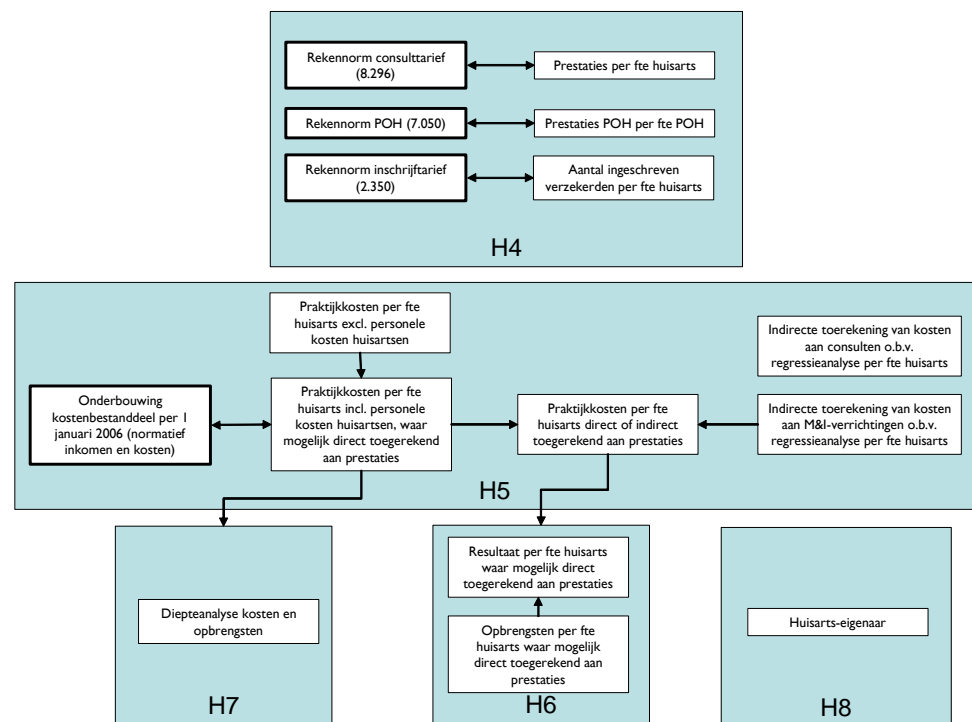 Rekennorm consulttarief
(8.296)
Prestaties per fte huisarts
Rekennorm POH (7.050)
Prestaties POH per fte POH
Rekennorm inschrijftarief
(2.350)
Aantal ingeschreven
verzekerden per fte huisarts
H4
Praktijkkosten per fte
huisarts excl. personele
kosten huisartsen
Indirecte toerekening van kosten
aan consulten o.b.v.
regressieanalyse per fte huisarts
Onderbouwing
kostenbestanddeel per 1
januari 2006 (normatief
inkomen en kosten)
Praktijkkosten per fte
huisarts incl. personele
kosten huisartsen, waar
mogelijk direct toegerekend
aan prestaties
Praktijkkosten per fte
huisarts direct of indirect
toegerekend aan prestaties
Indirecte toerekening van kosten
aan M&I-verrichtingen o.b.v.
regressieanalyse per fte huisarts
H5
Diepteanalyse kosten en
opbrengsten
H7
Resultaat per fte huisarts
waar mogelijk direct
toegerekend aan prestaties
Opbrengsten per fte
huisarts waar mogelijk
direct toegerekend aan
prestaties
H6
Huisarts-eigenaar
H8